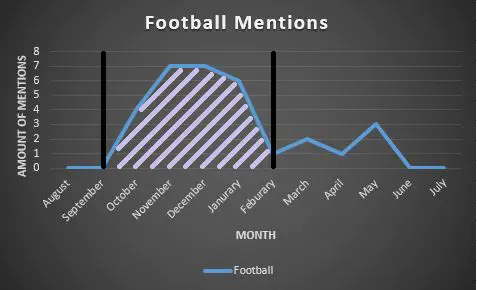 Football Mentions
AMOUNT OF MENTIONS
8
7
6
5
4
3
2
1
0
August
September
October
November
December
Janurary
Feburary
March
April
May
June
July
MONTH
Football